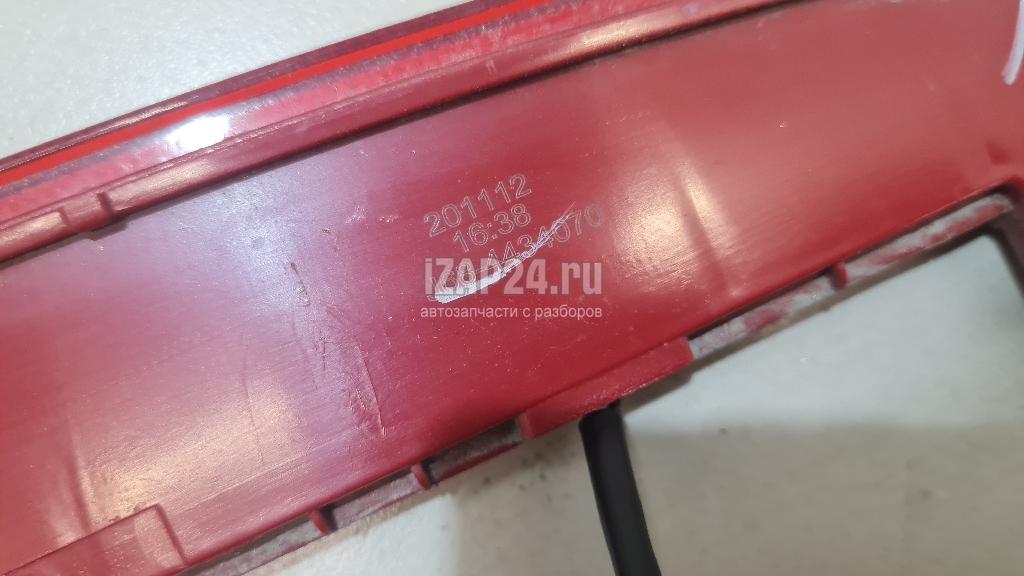 201112
16:38
iZAP24.ru
автозапчасти с разборов